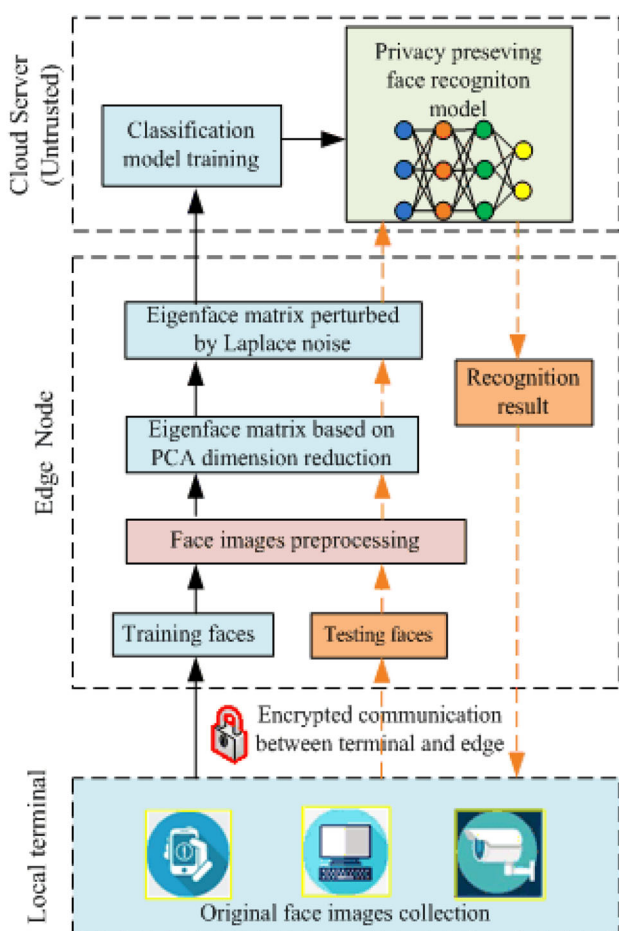 Cloud Server
(Untrusted)
Privacy preseving
face recogniton
model
Classification
model training
Edge Node
Eigenface matrix perturbed
by Laplace noise
Recognition
result
Eigenface matrix based on
PCA dimension reduction
Face images preprocessing
Training faces
Testing faces
Encrypted communication
between terminal and edge
Local terminal
Original face images collection